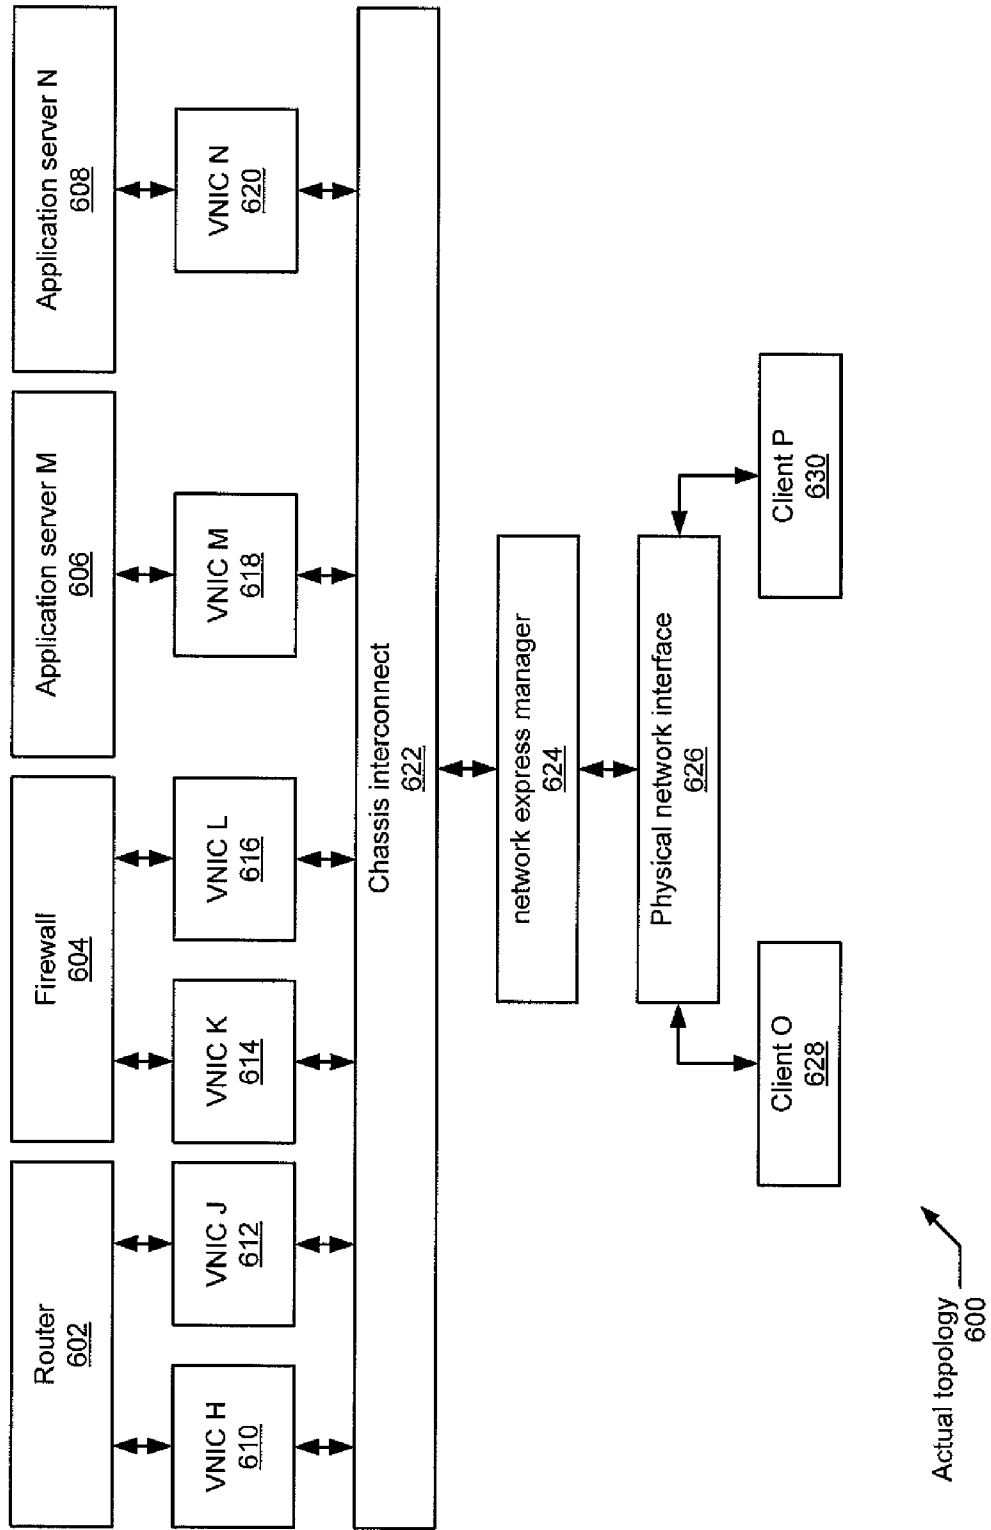 Router
602
Firewall
604
Application server M
606
Application server N
608
VNIC H
610
VNIC J
612
VNIC K
614
VNIC L
616
VNIC M
618
VNIC N
620
Chassis interconnect
622
network express manager
624
Physical network interface
626
Client O
628
Client P
630
Actual topology
600